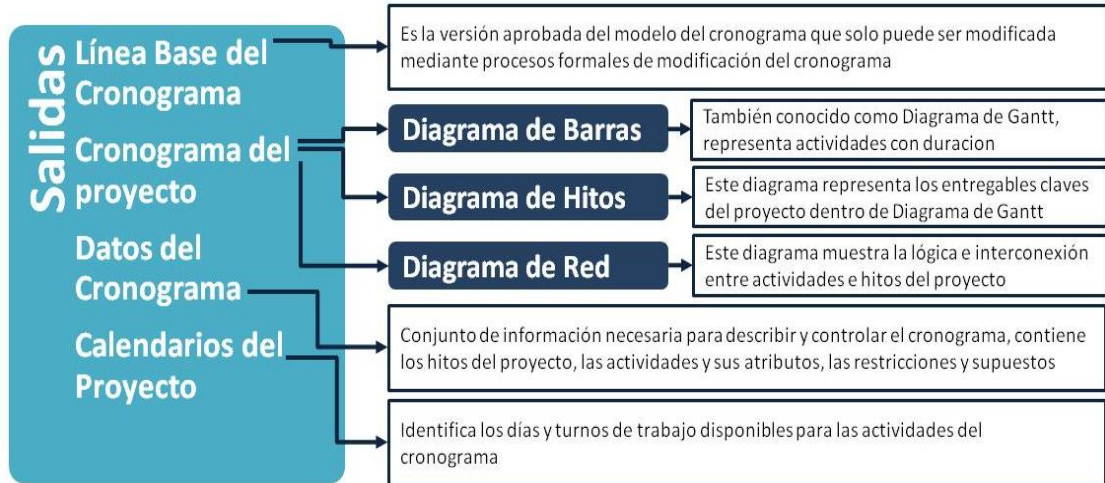 Salidas
Línea Base del
Cronograma
Es la versión aprobada del modelo del cronograma que solo puede ser modificada
mediante procesos formales de modificación del cronograma
Cronograma del
proyecto
Diagrama de Barras
También conocido como Diagrama de Gantt,
representa actividades con duracion
Diagrama de Hitos
Este diagrama representa los entregables claves
del proyecto dentro de Diagrama de Gantt
Diagrama de Red
Este diagrama muestra la lógica e interconexión
entre actividades e hitos del proyecto
Datos del
Cronograma
Conjunto de información necesaria para describir y controlar el cronograma, contiene
los hitos del proyecto, las actividades y sus atributos, las restricciones y supuestos
Calendarios del
Proyecto
Identifica los días y turnos de trabajo disponibles para las actividades del
cronograma